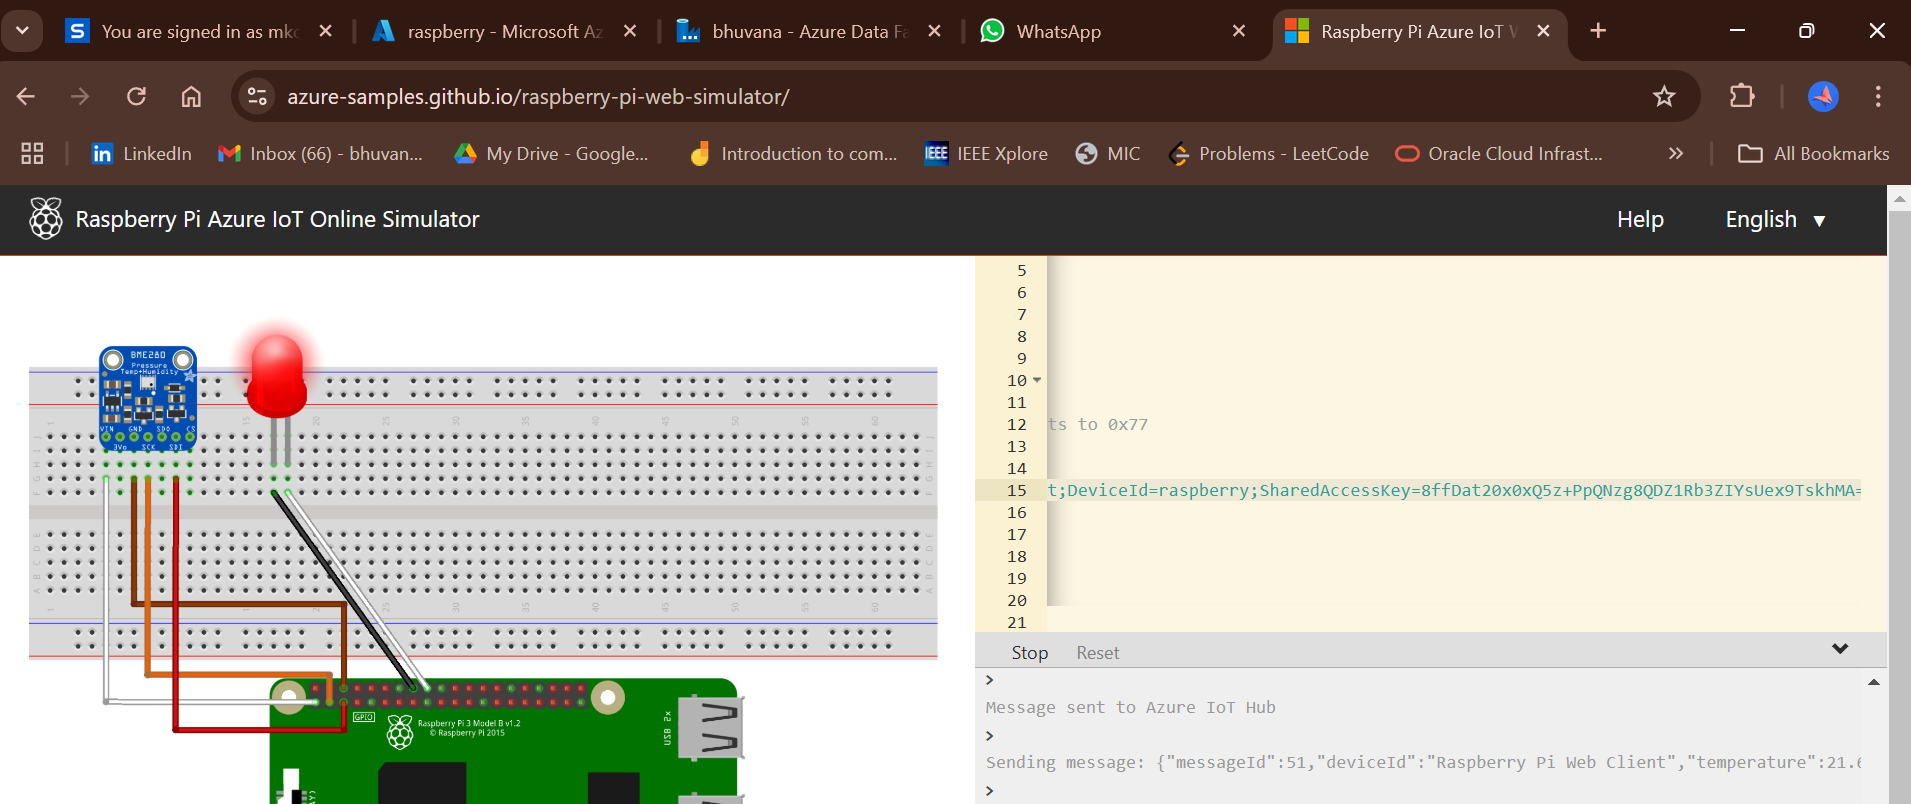 You are signed in as mk
raspberry - Microsoft Az
bhuvana - Azure Data Fa
WhatsApp
Raspberry Pi Azure IoT W
azure-samples.github.io/raspberry-pi-web-simulator/
LinkedIn
Inbox (66) - bhuvan...
My Drive - Google...
Introduction to com...
IEEE
IEEE Xplore
MIC
Problems - LeetCode
Oracle Cloud Infrast...
All Bookmarks
Raspberry Pi Azure IoT Online Simulator
Help
English
BME280
Pressure
Temp+Humidity
VIN GND SDO CS
3Vo SCK SDI
GPIO
Raspberry Pi 3 Model B v1.2
© Raspberry Pi 2015
USB 2x
5
6
7
8
9
10
11
12 ts to 0x77
13
14
15 t;DeviceId=raspberry;SharedAccessKey=8ffDat20x0xQ5z+PpQNzg8QDZ1Rb3ZIYsUex9TskhMA=
16
17
18
19
20
21
Stop Reset
>
Message sent to Azure IoT Hub
>
Sending message: {"messageId":51,"deviceId":"Raspberry Pi Web Client","temperature":21.6
>